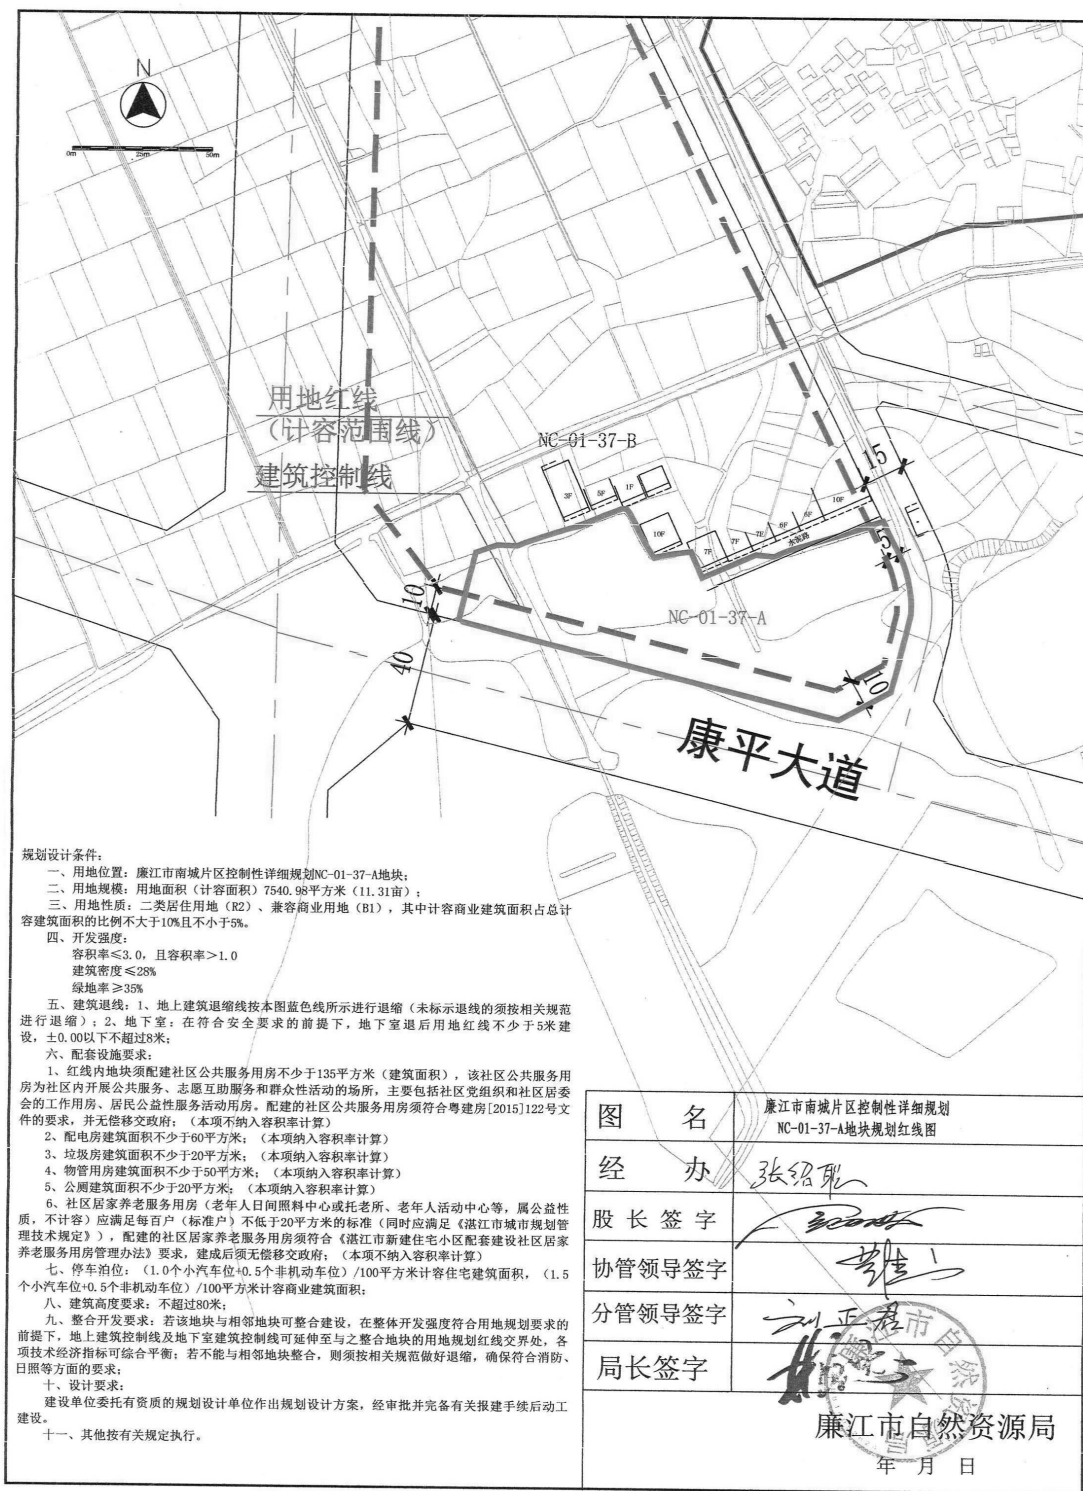 N
0m 25m 50m
用地红线
（计容范围线）
建筑控制线
NC-01-37-B
15
3F
5F
1F
10F
10F
7F
7F
7F
6F
6F
水泥路
5
NC-01-37-A
10
40
10
康平大道
规划设计条件：
一、用地位置：廉江市南城片区控制性详细规划NC-01-37-A地块；
二、用地规模：用地面积（计容面积）7540.98平方米（11.31亩）；
三、用地性质：二类居住用地（R2）、兼容商业用地（B1），其中计容商业建筑面积占总计
容建筑面积的比例不大于10%且不小于5%。
四、开发强度：
容积率≤3.0，且容积率＞1.0
建筑密度≤28%
绿地率≥35%
五、建筑退线：1、地上建筑退缩线按本图蓝色线所示进行退缩（未标示退线的须按相关规范
进行退缩）；2、地下室：在符合安全要求的前提下，地下室退后用地红线不少于5米建
设，±0.00以下不超过8米；
六、配套设施要求：
1、红线内地块须配建社区公共服务用房不少于135平方米（建筑面积），该社区公共服务用
房为社区内开展公共服务、志愿互助服务和群众性活动的场所，主要包括社区党组织和社区居委
会的工作用房、居民公益性服务活动用房。配建的社区公共服务用房须符合粤建房[2015]122号文
件的要求，并无偿移交政府；（本项不纳入容积率计算）
2、配电房建筑面积不少于60平方米；（本项纳入容积率计算）
3、垃圾房建筑面积不少于20平方米；（本项纳入容积率计算）
4、物管用房建筑面积不少于50平方米；（本项纳入容积率计算）
5、公厕建筑面积不少于20平方米；（本项纳入容积率计算）
6、社区居家养老服务用房（老年人日间照料中心或托老所、老年人活动中心等，属公益性
质，不计容）应满足每百户（标准户）不低于20平方米的标准（同时应满足《湛江市城市规划管
理技术规定》），配建的社区居家养老服务用房须符合《湛江市新建住宅小区配套建设社区居家
养老服务用房管理办法》要求，建成后须无偿移交政府；（本项不纳入容积率计算）
七、停车泊位：（1.0个小汽车位+0.5个非机动车位）/100平方米计容住宅建筑面积，（1.5
个小汽车位+0.5个非机动车位）/100平方米计容商业建筑面积；
八、建筑高度要求：不超过80米；
九、整合开发要求：若该地块与相邻地块可整合建设，在整体开发强度符合用地规划要求的
前提下，地上建筑控制线及地下室建筑控制线可延伸至与之整合地块的用地规划红线交界处，各
项技术经济指标可综合平衡；若不能与相邻地块整合，则须按相关规范做好退缩，确保符合消防、
日照等方面的要求；
十、设计要求：
建设单位委托有资质的规划设计单位作出规划设计方案，经审批并完备有关报建手续后动工
建设。
十一、其他按有关规定执行。
图 名
廉江市南城片区控制性详细规划
NC-01-37-A地块规划红线图
经 办
股长签字
协管领导签字
分管领导签字
局长签字
廉江市自然资源局
年 月 日